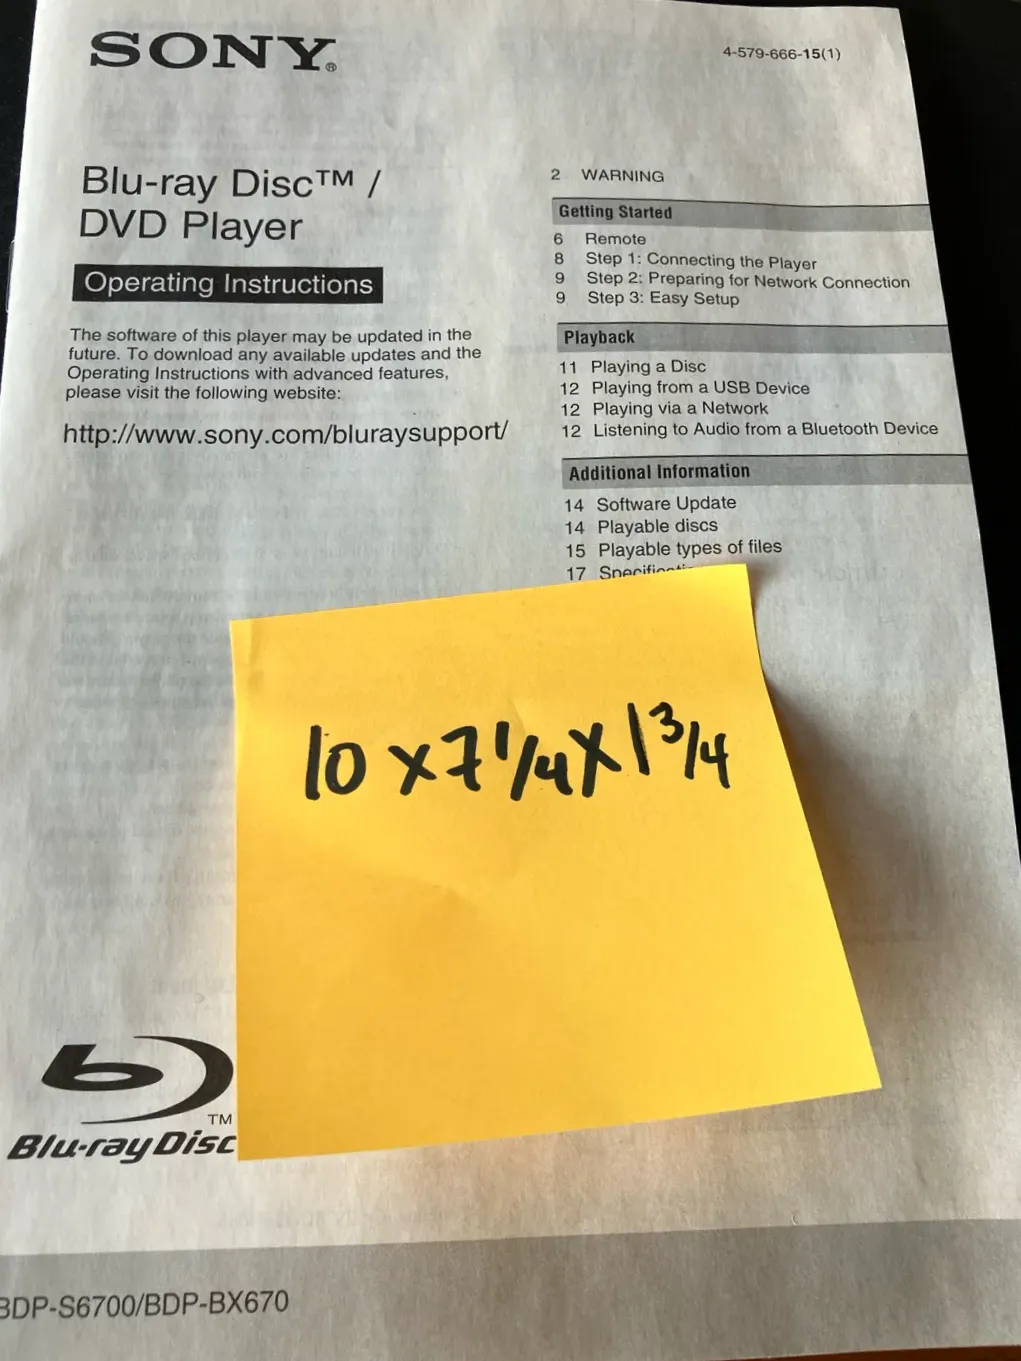 SONY®
4-579-666-15(1)
Blu-ray Disc™ /
DVD Player
Operating Instructions
The software of this player may be updated in the
future. To download any available updates and the
Operating Instructions with advanced features,
please visit the following website:
http://www.sony.com/bluraysupport/
2 WARNING
Getting Started
6 Remote
8 Step 1: Connecting the Player
9 Step 2: Preparing for Network Connection
9 Step 3: Easy Setup
Playback
11 Playing a Disc
12 Playing from a USB Device
12 Playing via a Network
12 Listening to Audio from a Bluetooth Device
Additional Information
14 Software Update
14 Playable discs
15 Playable types of files
17
10 x 7 1/4 x 1 3/4
TM
Blu-ray Disc
BDP-S6700/BDP-BX670